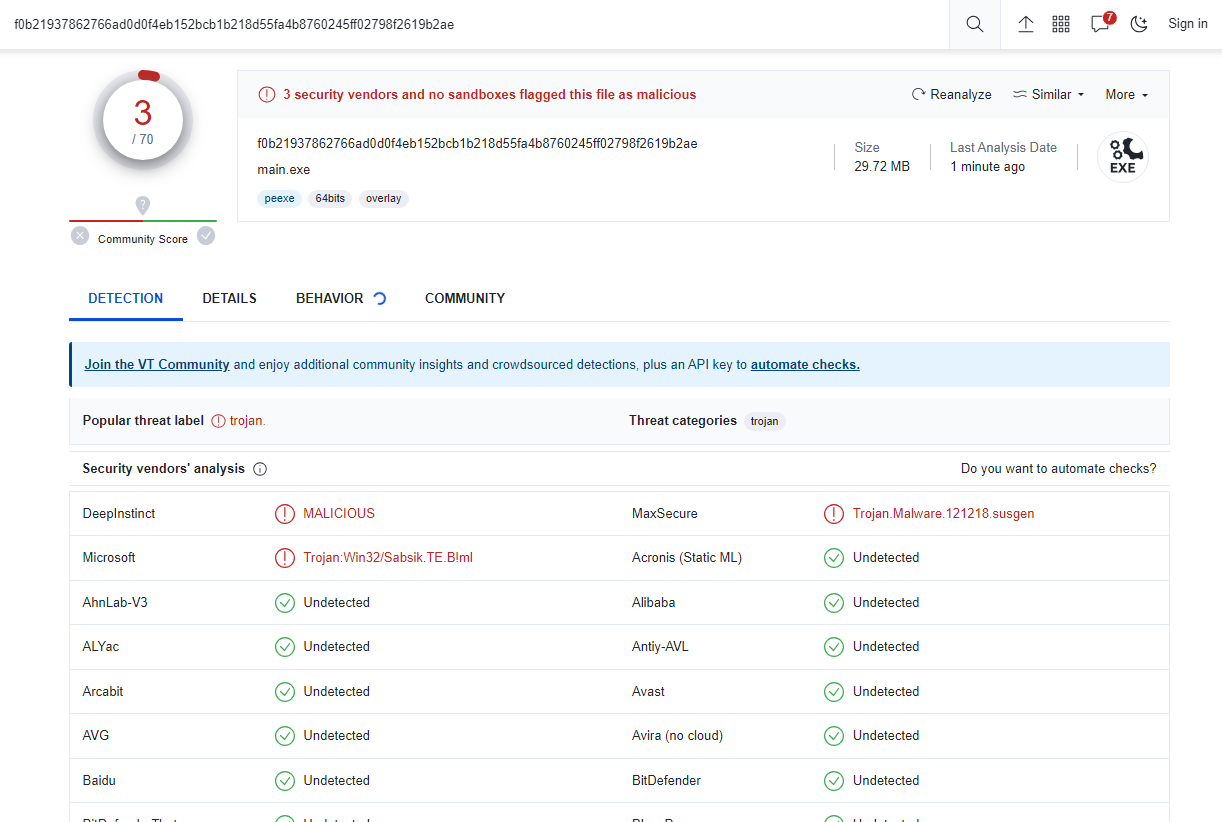 f0b21937862766ad0d0f4eb152bcb1b218d55fa4b8760245ff02798f2619b2ae
7
Sign in
3
/ 70
3 security vendors and no sandboxes flagged this file as malicious
Reanalyze
Similar
More
f0b21937862766ad0d0f4eb152bcb1b218d55fa4b8760245ff02798f2619b2ae
main.exe
peexe 64bits overlay
Size
29.72 MB
Last Analysis Date
1 minute ago
EXE
?
Community Score
DETECTION DETAILS BEHAVIOR COMMUNITY
Join the VT Community and enjoy additional community insights and crowdsourced detections, plus an API key to automate checks.
Popular threat label trojan. Threat categories trojan
Security vendors' analysis Do you want to automate checks?
DeepInstinct MALICIOUS MaxSecure Trojan.Malware.121218.susgen
Microsoft Trojan:Win32/Sabsik.TE.B!ml Acronis (Static ML) Undetected
AhnLab-V3 Undetected Alibaba Undetected
ALYac Undetected Antiy-AVL Undetected
Arcabit Undetected Avast Undetected
AVG Undetected Avira (no cloud) Undetected
Baidu Undetected BitDefender Undetected